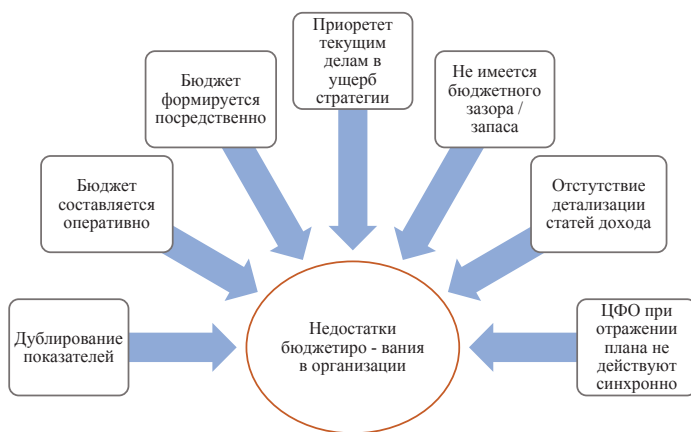 Приоретет
текущим
делам в
ущерб
стратегии
Бюджет
формируется
посредственно
Не имеется
бюджетного
зазора /
запаса
Бюджет
составляется
оперативно
Отстутствие
детализации
статей дохода
Дублирование
показателей
Недостатки
бюджетиро - вания
в организации
ЦФО при
отражении
плана не
действуют
синхронно